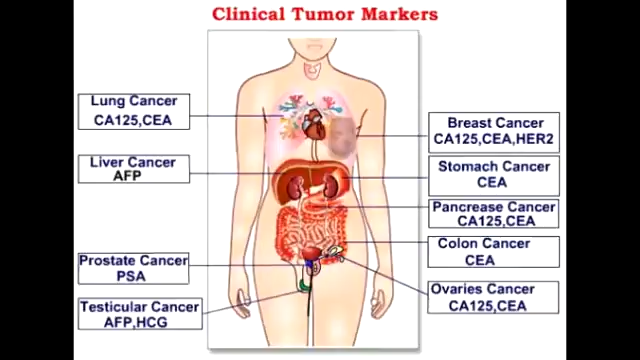 Clinical Tumor Markers
Lung Cancer
CA125,CEA
Liver Cancer
AFP
Prostate Cancer
PSA
Testicular Cancer
AFP,HCG
Breast Cancer
CA125,CEA,HER2
Stomach Cancer
CEA
Pancrease Cancer
CA125,CEA
Colon Cancer
CEA
Ovaries Cancer
CA125,CEA